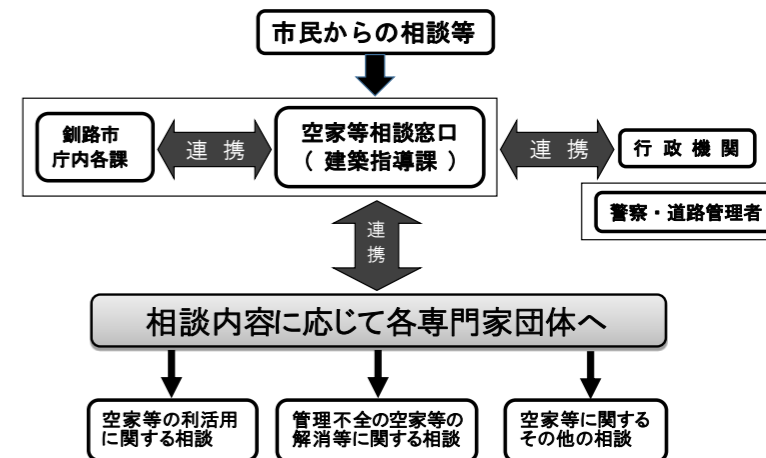 市民からの相談等
釧路市
庁内各課
連 携
空家等相談窓口
（ 建築指導課 ）
連 携
行 政 機 関
警察・道路管理者
連
携
相談内容に応じて各専門家団体へ
空家等の利活用
に関する相談
管理不全の空家等の
解消等に関する相談
空家等に関する
その他の相談